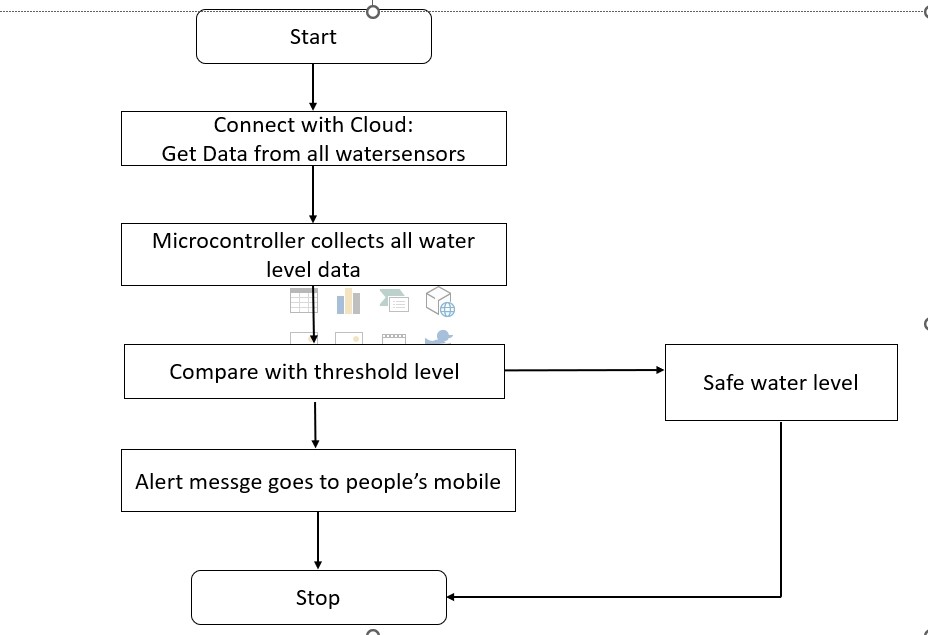 Start
Connect with Cloud:
Get Data from all watersensors
Microcontroller collects all water
level data
Compare with threshold level
Safe water level
Alert messge goes to people’s mobile
Stop